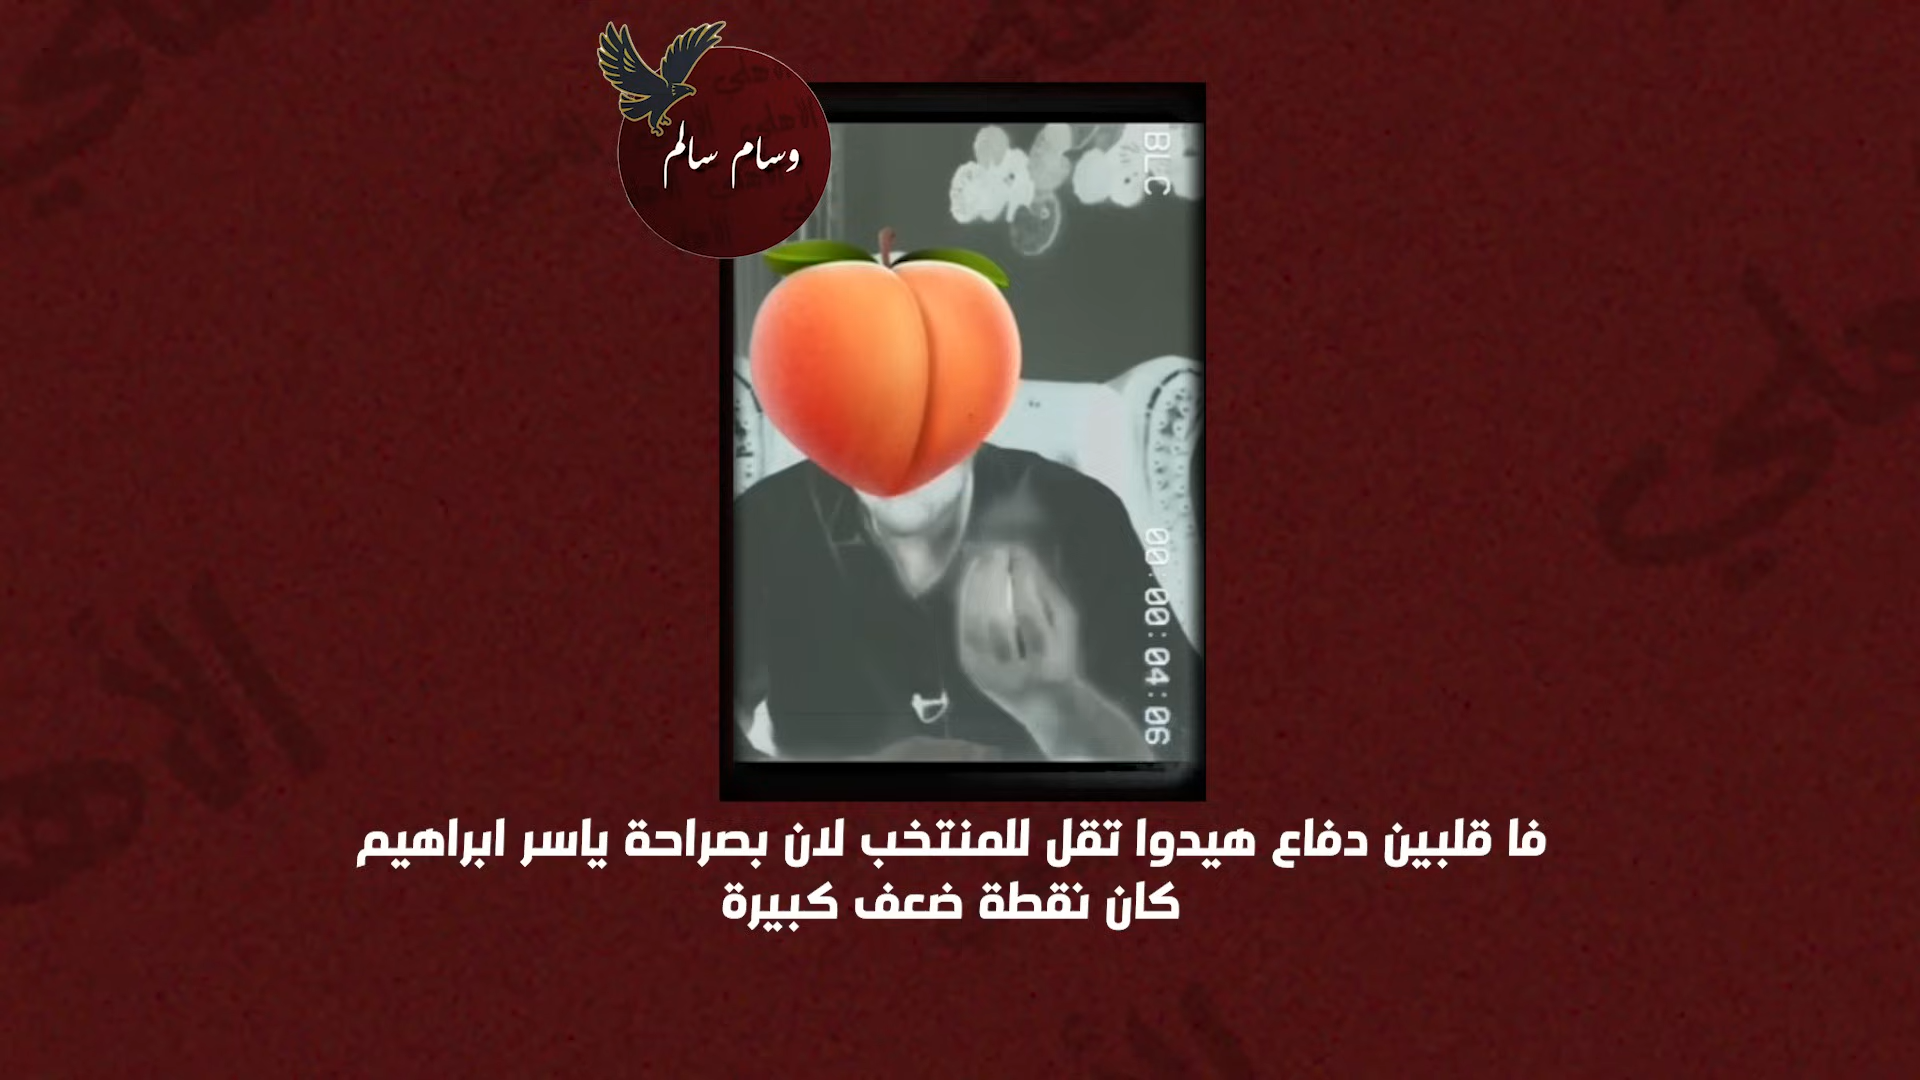 وسام سالم
BLC
00:00:04:06
فا قلبين دفاع هيدوا تقل للمنتخب لان بصراحة ياسر ابراهيم
كان نقطة ضعف كبيرة